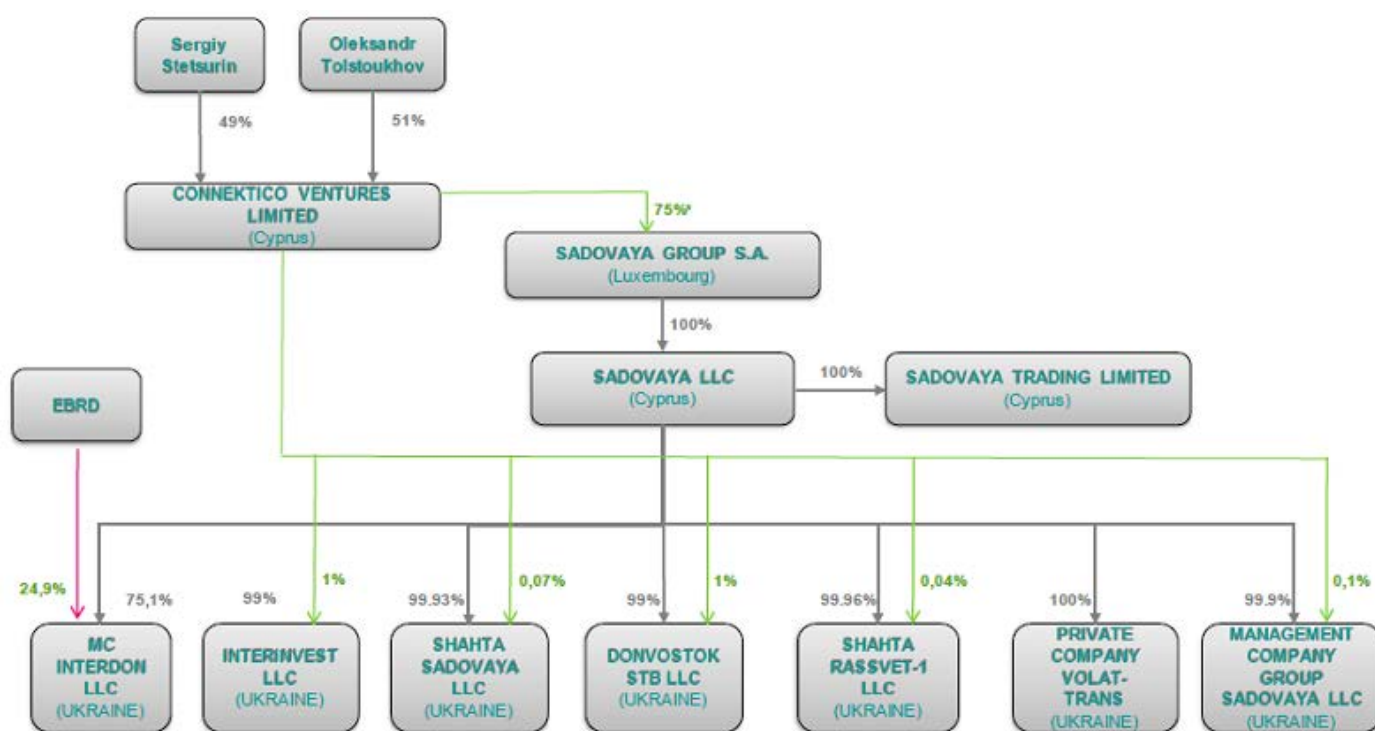 Sergiy
Stetsurin
Oleksandr
Tolstoukhov
49%
51%
CONNEKTICO VENTURES
LIMITED
(Cyprus)
75%*
SADOVAYA GROUP S.A.
(Luxembourg)
100%
SADOVAYA LLC
(Cyprus)
100%
SADOVAYA TRADING LIMITED
(Cyprus)
EBRD
24,9%
75,1%
99%
1%
99.93%
0,07%
99%
1%
99.96%
0,04%
100%
99.9%
0,1%
MC
INTERDON
LLC
(UKRAINE)
INTERINVEST
LLC
(UKRAINE)
SHAHTA
SADOVAYA
LLC
(UKRAINE)
DONVOSTOK
STB LLC
(UKRAINE)
SHAHTA
RASSVET-1
LLC
(UKRAINE)
PRIVATE
COMPANY
VOLAT-
TRANS
(UKRAINE)
MANAGEMENT
COMPANY
GROUP
SADOVAYA LLC
(UKRAINE)